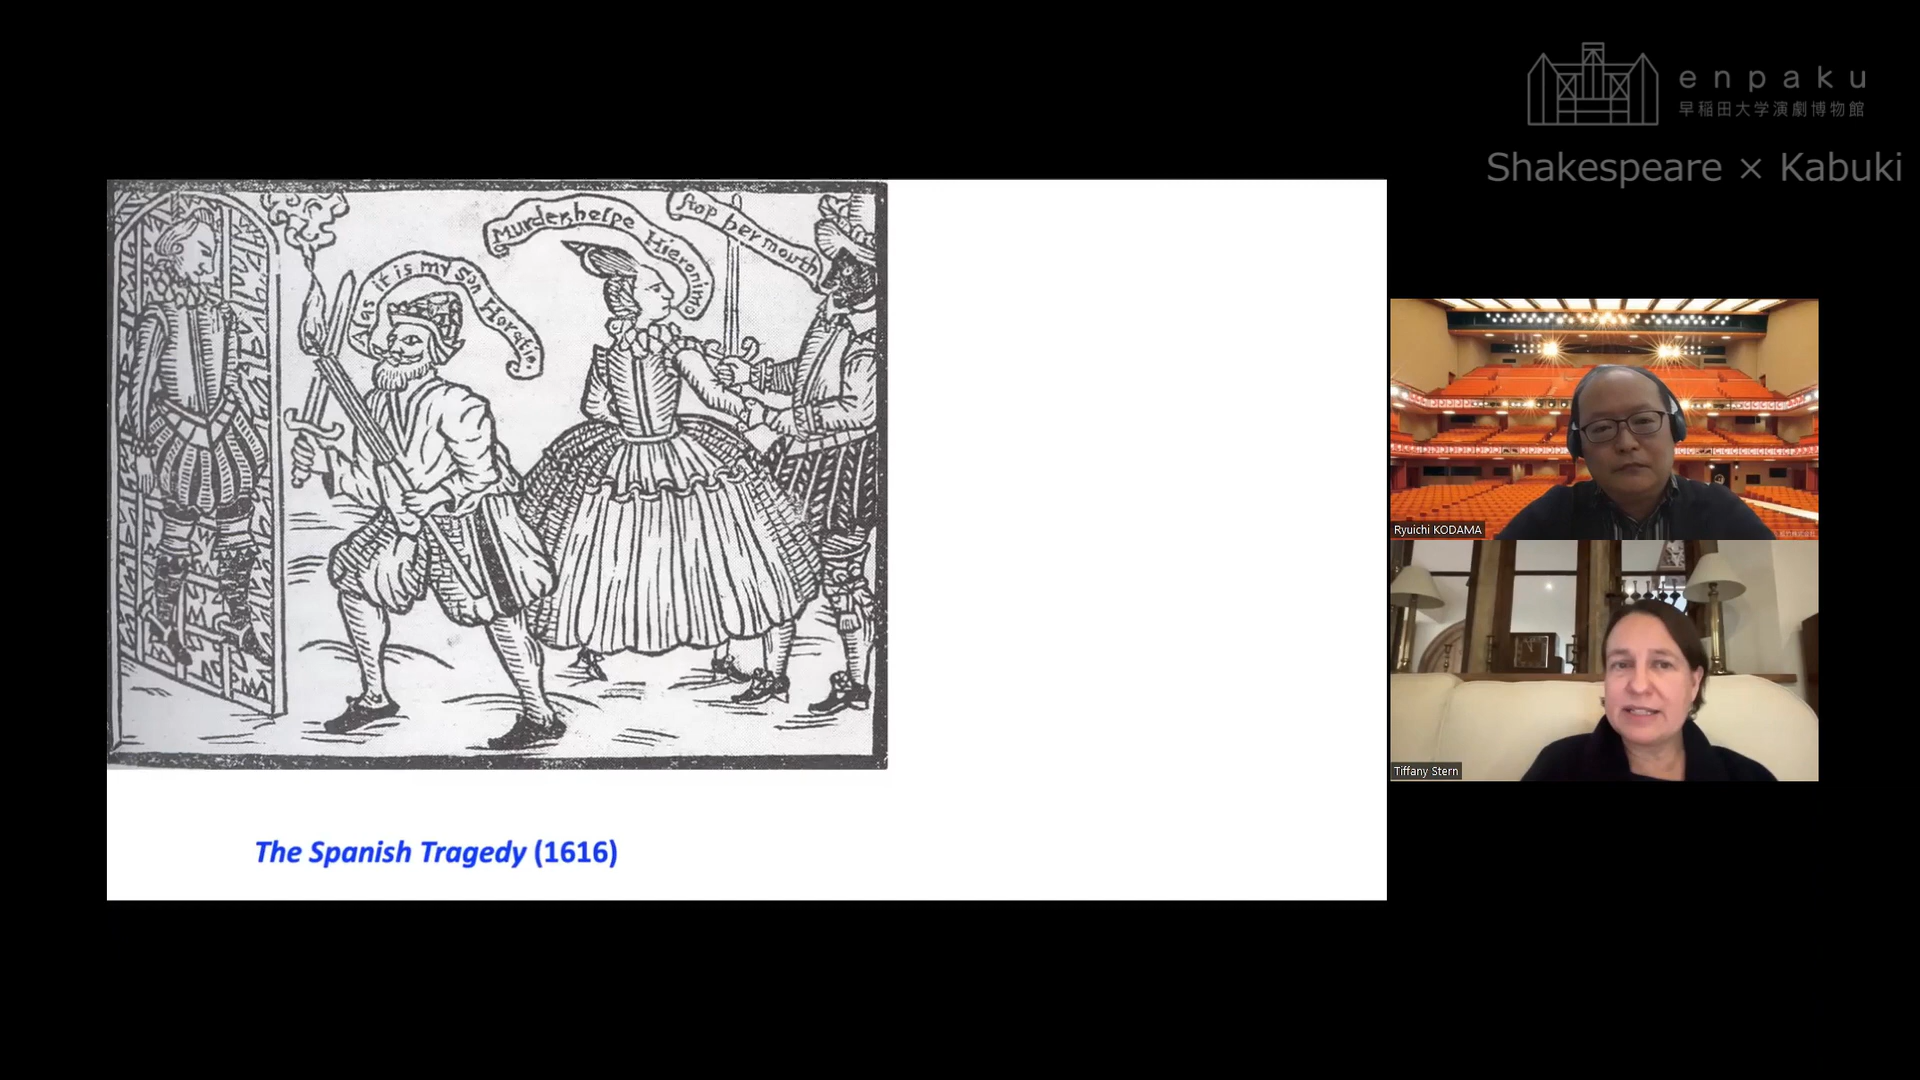 enpaku
早稲田大学演劇博物館
Shakespeare × Kabuki
as it is my son Horatio
Murder, helpe Hieronimo
Stop her mouth
Ryuichi KODAMA
Tiffany Stern
The Spanish Tragedy (1616)